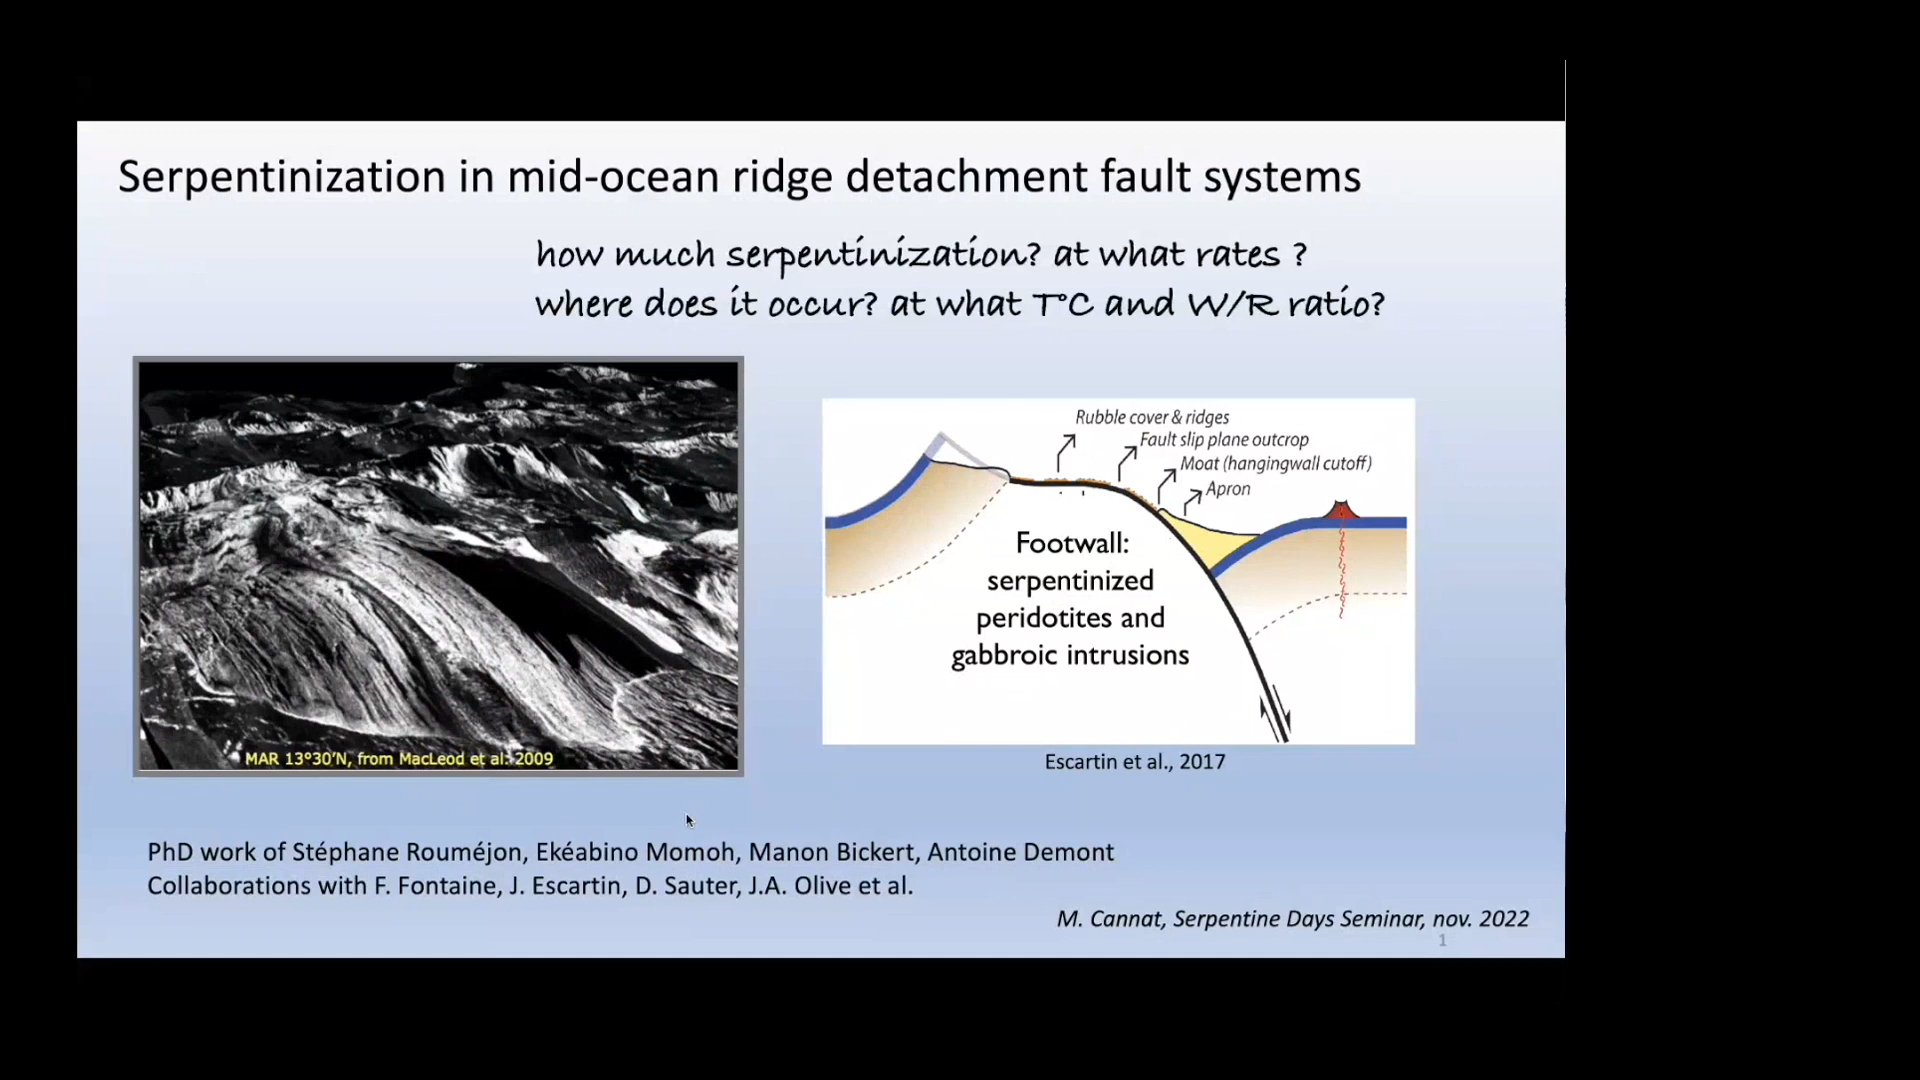 Serpentinization in mid-ocean ridge detachment fault systems
how much serpentinization? at what rates ?
where does it occur? at what T°C and W/R ratio?
MAR 13°30'N, from MacLeod et al. 2009
Rubble cover & ridges
Fault slip plane outcrop
Moat (hangingwall cutoff)
Apron
Footwall:
serpentinized
peridotites and
gabbroic intrusions
Escartin et al., 2017
PhD work of Stéphane Rouméjon, Ekéabino Momoh, Manon Bickert, Antoine Demont
Collaborations with F. Fontaine, J. Escartin, D. Sauter, J.A. Olive et al.
M. Cannat, Serpentine Days Seminar, nov. 2022
1